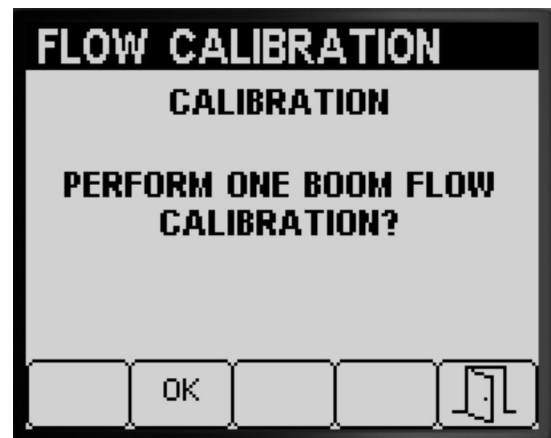 FLOW CALIBRATION
CALIBRATION
PERFORM ONE BOOM FLOW
CALIBRATION?
OK